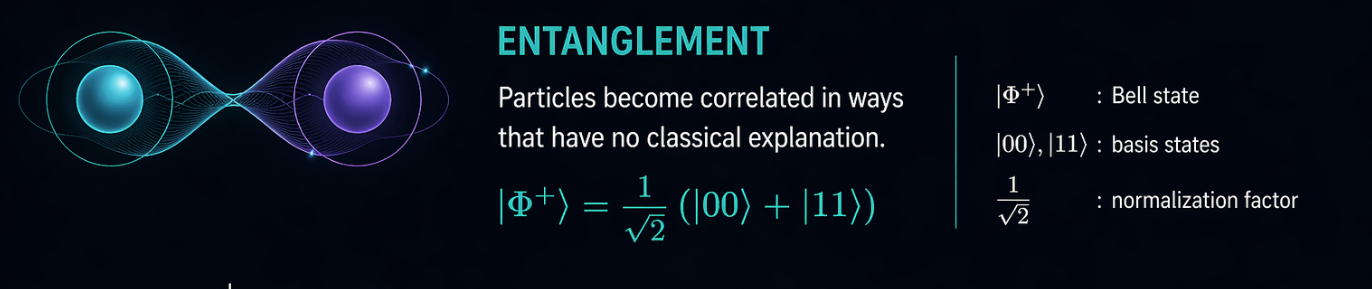 ENTANGLEMENT
Particles become correlated in ways
that have no classical explanation.
|Φ⁺⟩ = 1/√2 (|00⟩ + |11⟩)
|Φ⁺⟩ : Bell state
|00⟩, |11⟩ : basis states
1/√2 : normalization factor